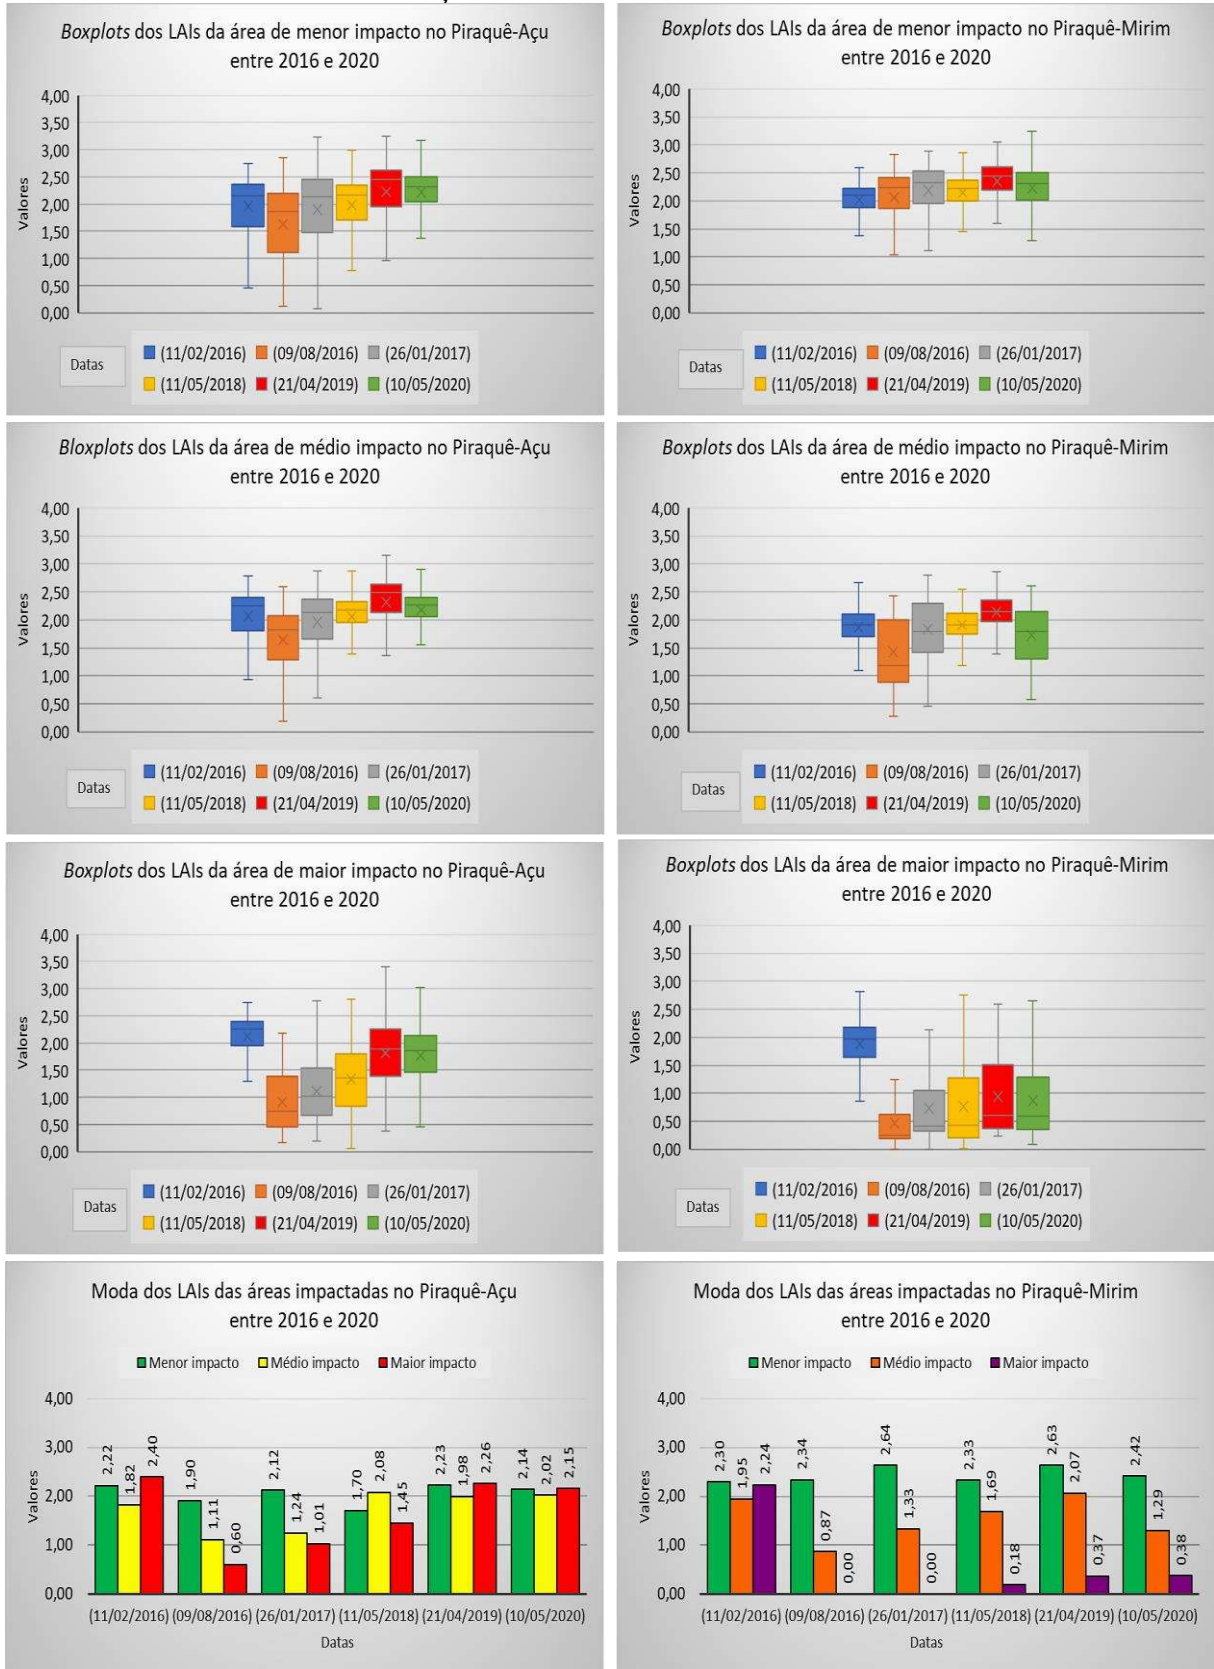 Boxplots dos LAIs da área de menor impacto no Piraquê-Açu
entre 2016 e 2020
4,00
3,50
3,00
2,50
2,00
1,50
1,00
0,50
0,00
Valores
Datas
(11/02/2016) (09/08/2016) (26/01/2017)
(11/05/2018) (21/04/2019) (10/05/2020)
Boxplots dos LAIs da área de menor impacto no Piraquê-Mirim
entre 2016 e 2020
4,00
3,50
3,00
2,50
2,00
1,50
1,00
0,50
0,00
Valores
Datas
(11/02/2016) (09/08/2016) (26/01/2017)
(11/05/2018) (21/04/2019) (10/05/2020)
Bloxplots dos LAIs da área de médio impacto no Piraquê-Açu
entre 2016 e 2020
4,00
3,50
3,00
2,50
2,00
1,50
1,00
0,50
0,00
Valores
Datas
(11/02/2016) (09/08/2016) (26/01/2017)
(11/05/2018) (21/04/2019) (10/05/2020)
Boxplots dos LAIs da área de médio impacto no Piraquê-Mirim
entre 2016 e 2020
4,00
3,50
3,00
2,50
2,00
1,50
1,00
0,50
0,00
Valores
Datas
(11/02/2016) (09/08/2016) (26/01/2017)
(11/05/2018) (21/04/2019) (10/05/2020)
Boxplots dos LAIs da área de maior impacto no Piraquê-Açu
entre 2016 e 2020
4,00
3,50
3,00
2,50
2,00
1,50
1,00
0,50
0,00
Valores
Datas
(11/02/2016) (09/08/2016) (26/01/2017)
(11/05/2018) (21/04/2019) (10/05/2020)
Boxplots dos LAIs da área de maior impacto no Piraquê-Mirim
entre 2016 e 2020
4,00
3,50
3,00
2,50
2,00
1,50
1,00
0,50
0,00
Valores
Datas
(11/02/2016) (09/08/2016) (26/01/2017)
(11/05/2018) (21/04/2019) (10/05/2020)
Moda dos LAIs das áreas impactadas no Piraquê-Açu
entre 2016 e 2020
Menor impacto Médio impacto Maior impacto
4,00
3,00
2,00
1,00
0,00
Valores
2,22 1,82 2,40 1,90 1,11 0,60 2,12 1,24 1,01 1,70 2,08 1,45 2,23 1,98 2,26 2,14 2,02 2,15
(11/02/2016) (09/08/2016) (26/01/2017) (11/05/2018) (21/04/2019) (10/05/2020)
Datas
Moda dos LAIs das áreas impactadas no Piraquê-Mirim
entre 2016 e 2020
Menor impacto Médio impacto Maior impacto
4,00
3,00
2,00
1,00
0,00
Valores
2,30 1,95 2,24 2,34 0,87 0,00 2,64 1,33 0,00 2,33 1,69 0,18 2,63 2,07 0,37 2,42 1,29 0,38
(11/02/2016) (09/08/2016) (26/01/2017) (11/05/2018) (21/04/2019) (10/05/2020)
Datas